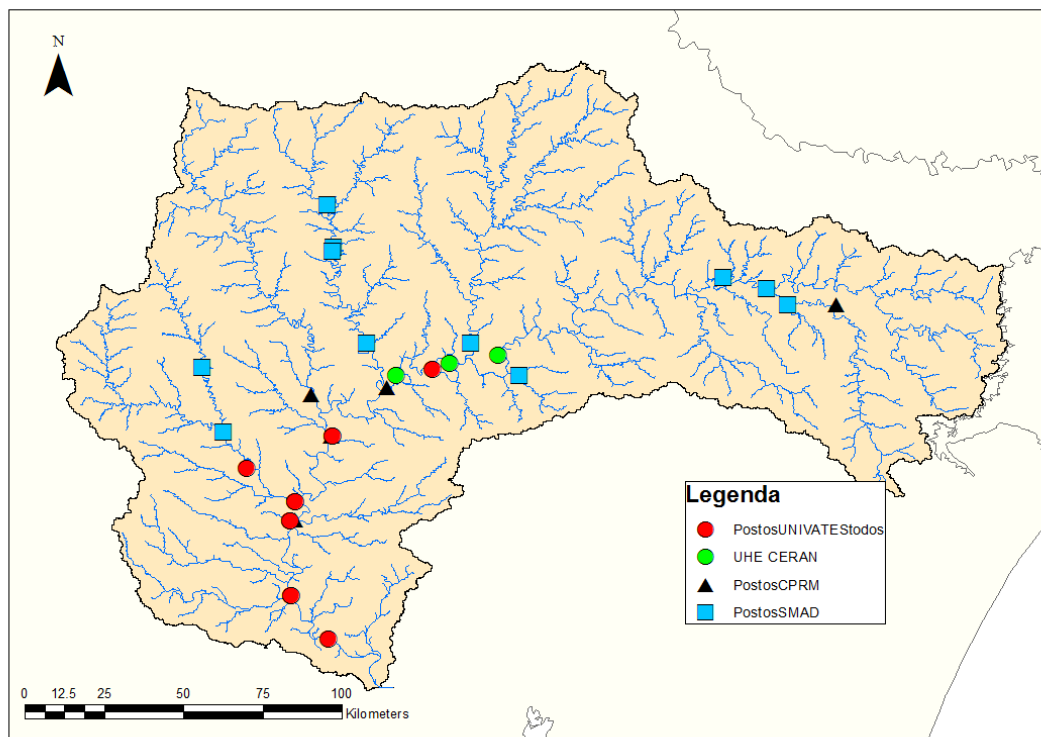 N
Legenda
PostosUNIVATEStodos
UHE CERAN
PostosCPRM
PostosSMAD
0 12.5 25 50 75 100
Kilometers